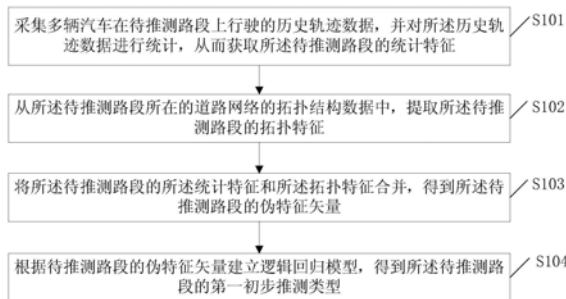 采集多辆汽车在待推测路段上行驶的历史轨迹数据，并对所述历史轨
迹数据进行统计，从而获取所述待推测路段的统计特征
S101
从所述待推测路段所在的道路网络的拓扑结构数据中，提取所述待推
测路段的拓扑特征
S102
将所述待推测路段的所述统计特征和所述拓扑特征合并，得到所述待
推测路段的伪特征矢量
S103
根据待推测路段的伪特征矢量建立逻辑回归模型，得到所述待推测路
段的第一初步推测类型
S104